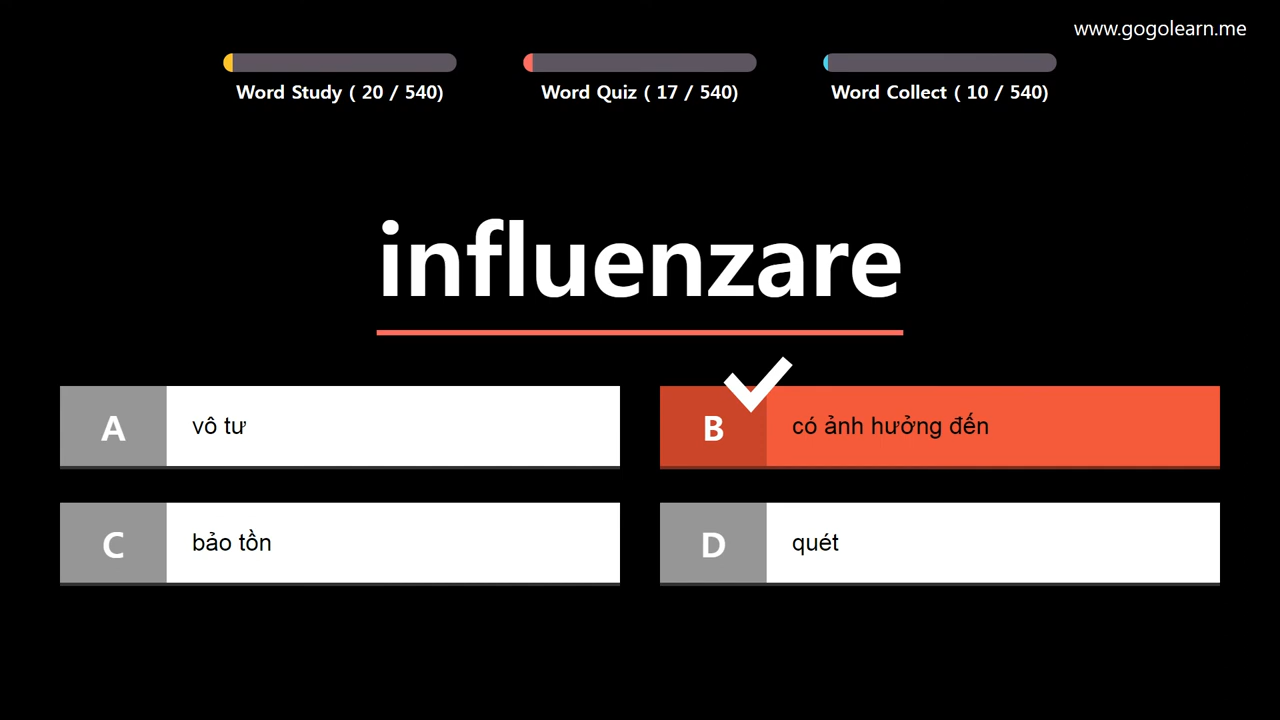 www.gogolearn.me
Word Study ( 20 / 540)
Word Quiz ( 17 / 540)
Word Collect ( 10 / 540)
influenzare
A vô tư
B có ảnh hưởng đến
C bảo tồn
D quét